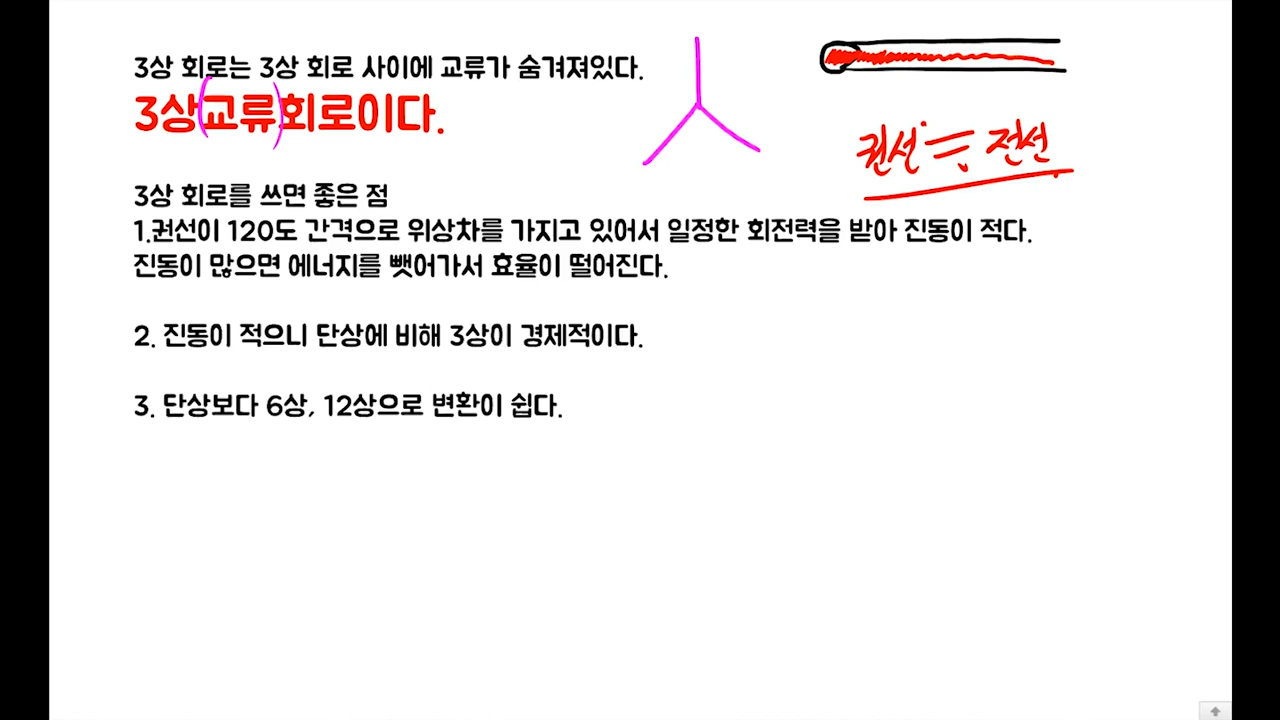 3상 회로는 3상 회로 사이에 교류가 숨겨져있다.
3상(교류)회로이다.
권선 = 전선
3상 회로를 쓰면 좋은 점
1.권선이 120도 간격으로 위상차를 가지고 있어서 일정한 회전력을 받아 진동이 적다.
진동이 많으면 에너지를 뺏어가서 효율이 떨어진다.
2. 진동이 적으니 단상에 비해 3상이 경제적이다.
3. 단상보다 6상, 12상으로 변환이 쉽다.